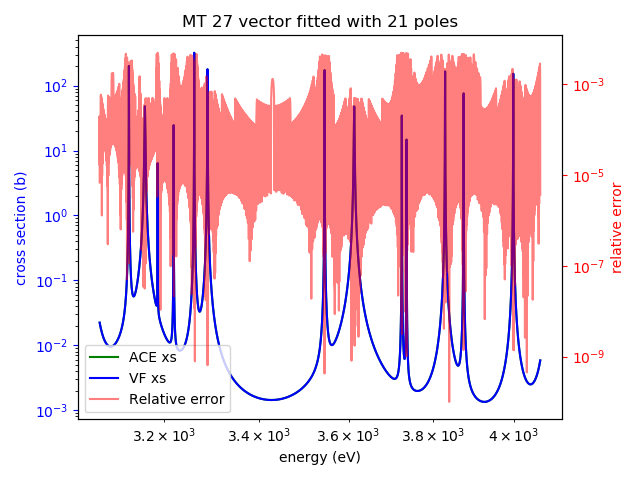 MT 27 vector fitted with 21 poles
cross section (b)
10²
10¹
10⁰
10⁻¹
10⁻²
10⁻³
10⁻³
10⁻⁵
10⁻⁷
10⁻⁹
relative error
ACE xs
VF xs
Relative error
3.2 × 10³ 3.4 × 10³ 3.6 × 10³ 3.8 × 10³ 4 × 10³
energy (eV)